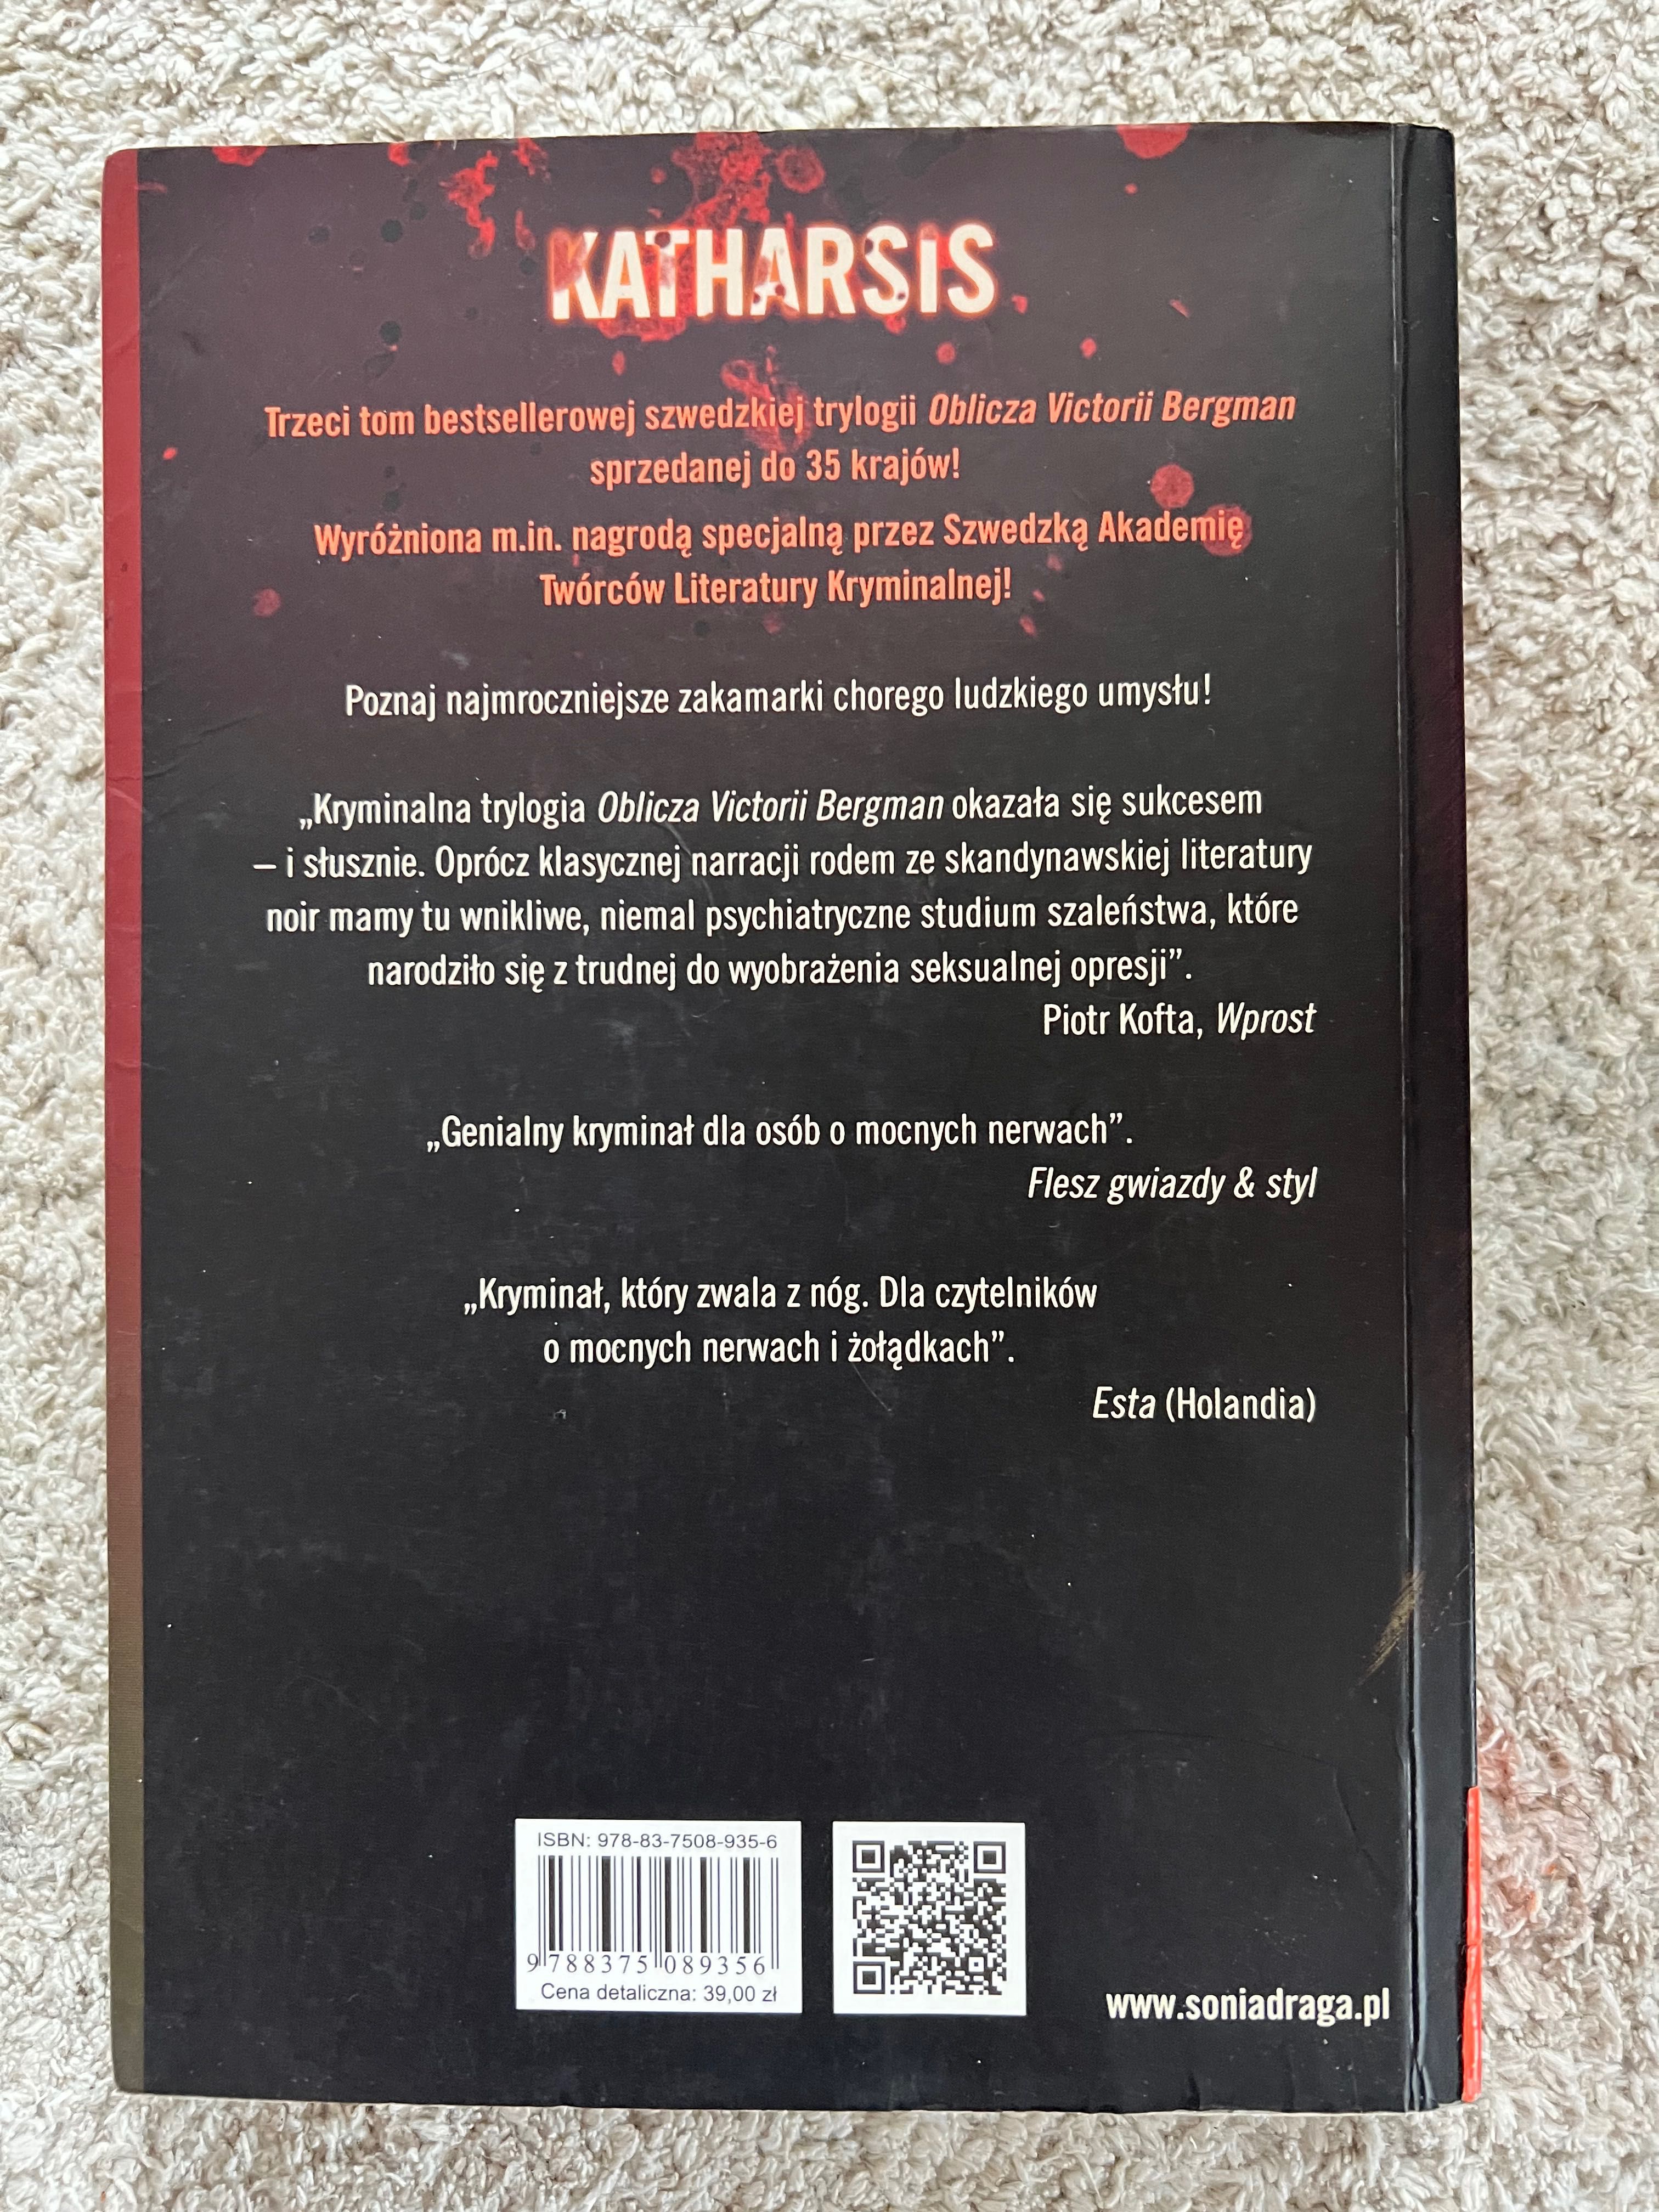 KATHARSIS
Trzeci tom bestsellerowej szwedzkiej trylogii Oblicza Victorii Bergman
sprzedanej do 35 krajów!
Wyróżniona m.in. nagrodą specjalną przez Szwedzką Akademię
Twórców Literatury Kryminalnej!
Poznaj najmroczniejsze zakamarki chorego ludzkiego umysłu!
„Kryminalna trylogia Oblicza Victorii Bergman okazała się sukcesem
– i słusznie. Oprócz klasycznej narracji rodem ze skandynawskiej literatury
noir mamy tu wnikliwe, niemal psychiatryczne studium szaleństwa, które
narodziło się z trudnej do wyobrażenia seksualnej opresji”.
Piotr Kofta, Wprost
„Genialny kryminał dla osób o mocnych nerwach”.
Flesz gwiazdy & styl
„Kryminał, który zwala z nóg. Dla czytelników
o mocnych nerwach i żołądkach”.
Esta (Holandia)
ISBN: 978-83-7508-935-6
9 788375 089356
Cena detaliczna: 39,00 zł
www.soniadraga.pl